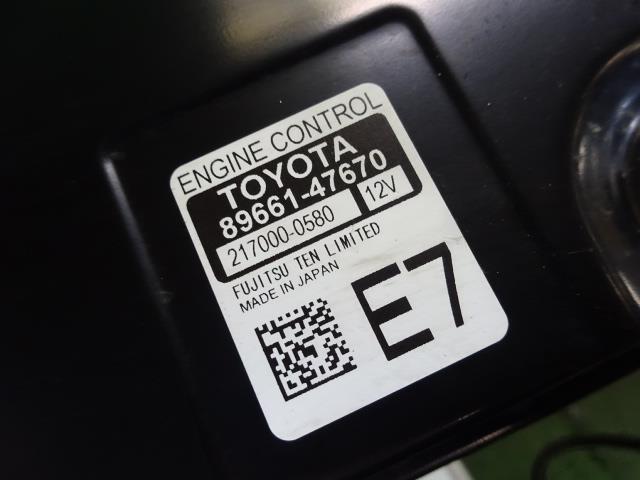 ENGINE CONTROL
TOYOTA
89661-47670
217000-0580 12V
FUJITSU TEN LIMITED
MADE IN JAPAN
E7